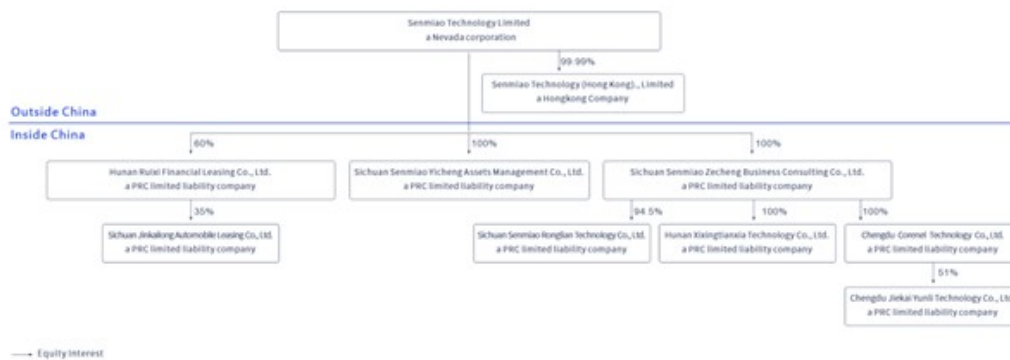 Senmiao Technology Limited
a Nevada corporation
99.99%
Senmiao Technology (Hong Kong)., Limited
a Hongkong Company
Outside China
Inside China
60%
100%
100%
Hunan Ruixi Financial Leasing Co., Ltd.
a PRC limited liability company
Sichuan Senmiao Yicheng Assets Management Co., Ltd.
a PRC limited liability company
Sichuan Senmiao Zecheng Business Consulting Co., Ltd.
a PRC limited liability company
35%
94.5%
100%
100%
Sichuan Jinkailong Automobile Leasing Co., Ltd.
a PRC limited liability company
Sichuan Senmiao Ronglian Technology Co., Ltd.
a PRC limited liability company
Hunan Xixingtianxia Technology Co., Ltd.
a PRC limited liability company
Chengdu Corenel Technology Co., Ltd.
a PRC limited liability company
51%
Chengdu Jiekai Yunli Technology Co., Ltd
a PRC limited liability company
Equity Interest